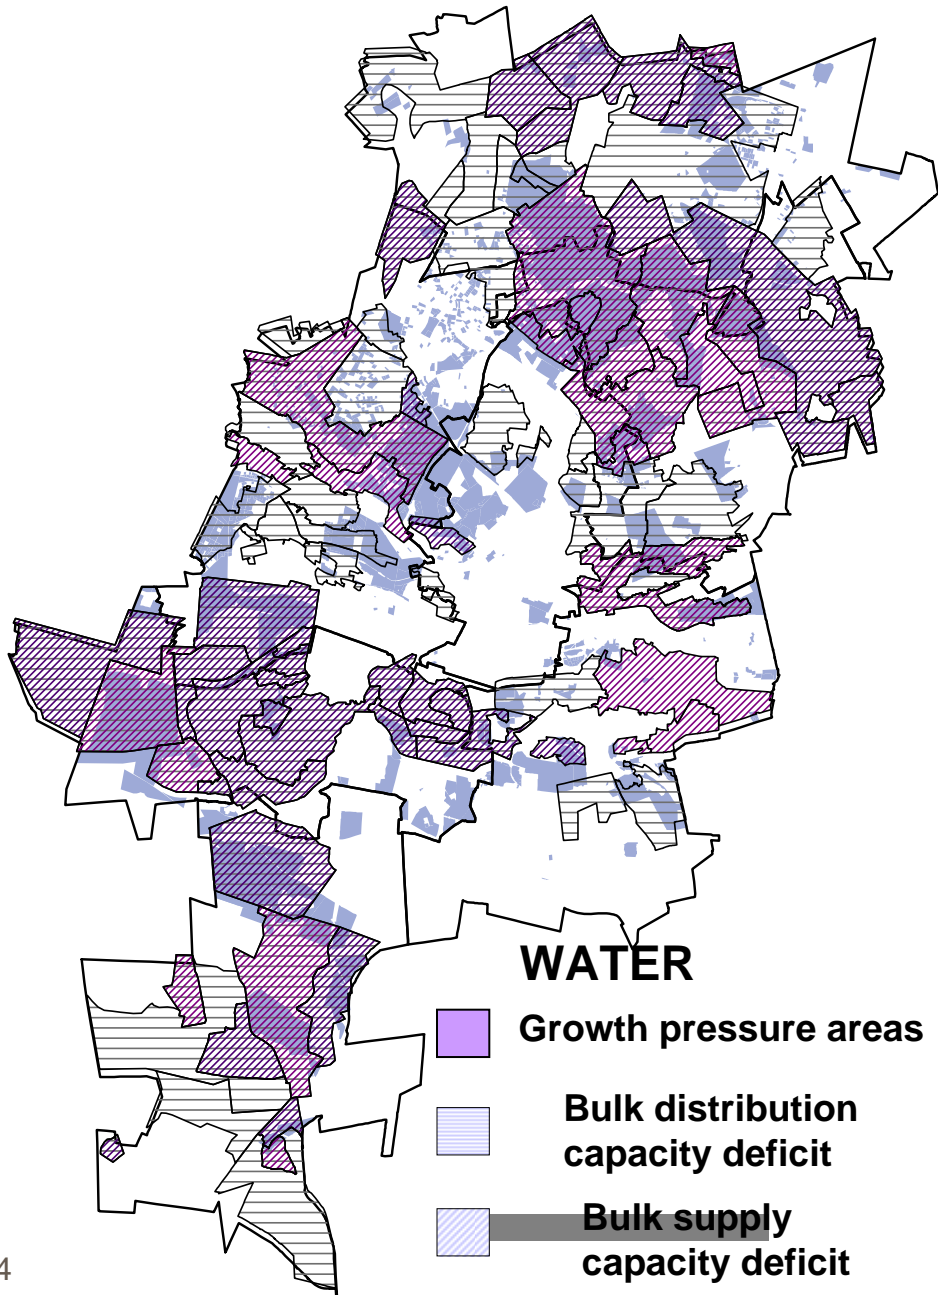 WATER
Growth pressure areas
Bulk distribution
capacity deficit
Bulk supply
capacity deficit
4